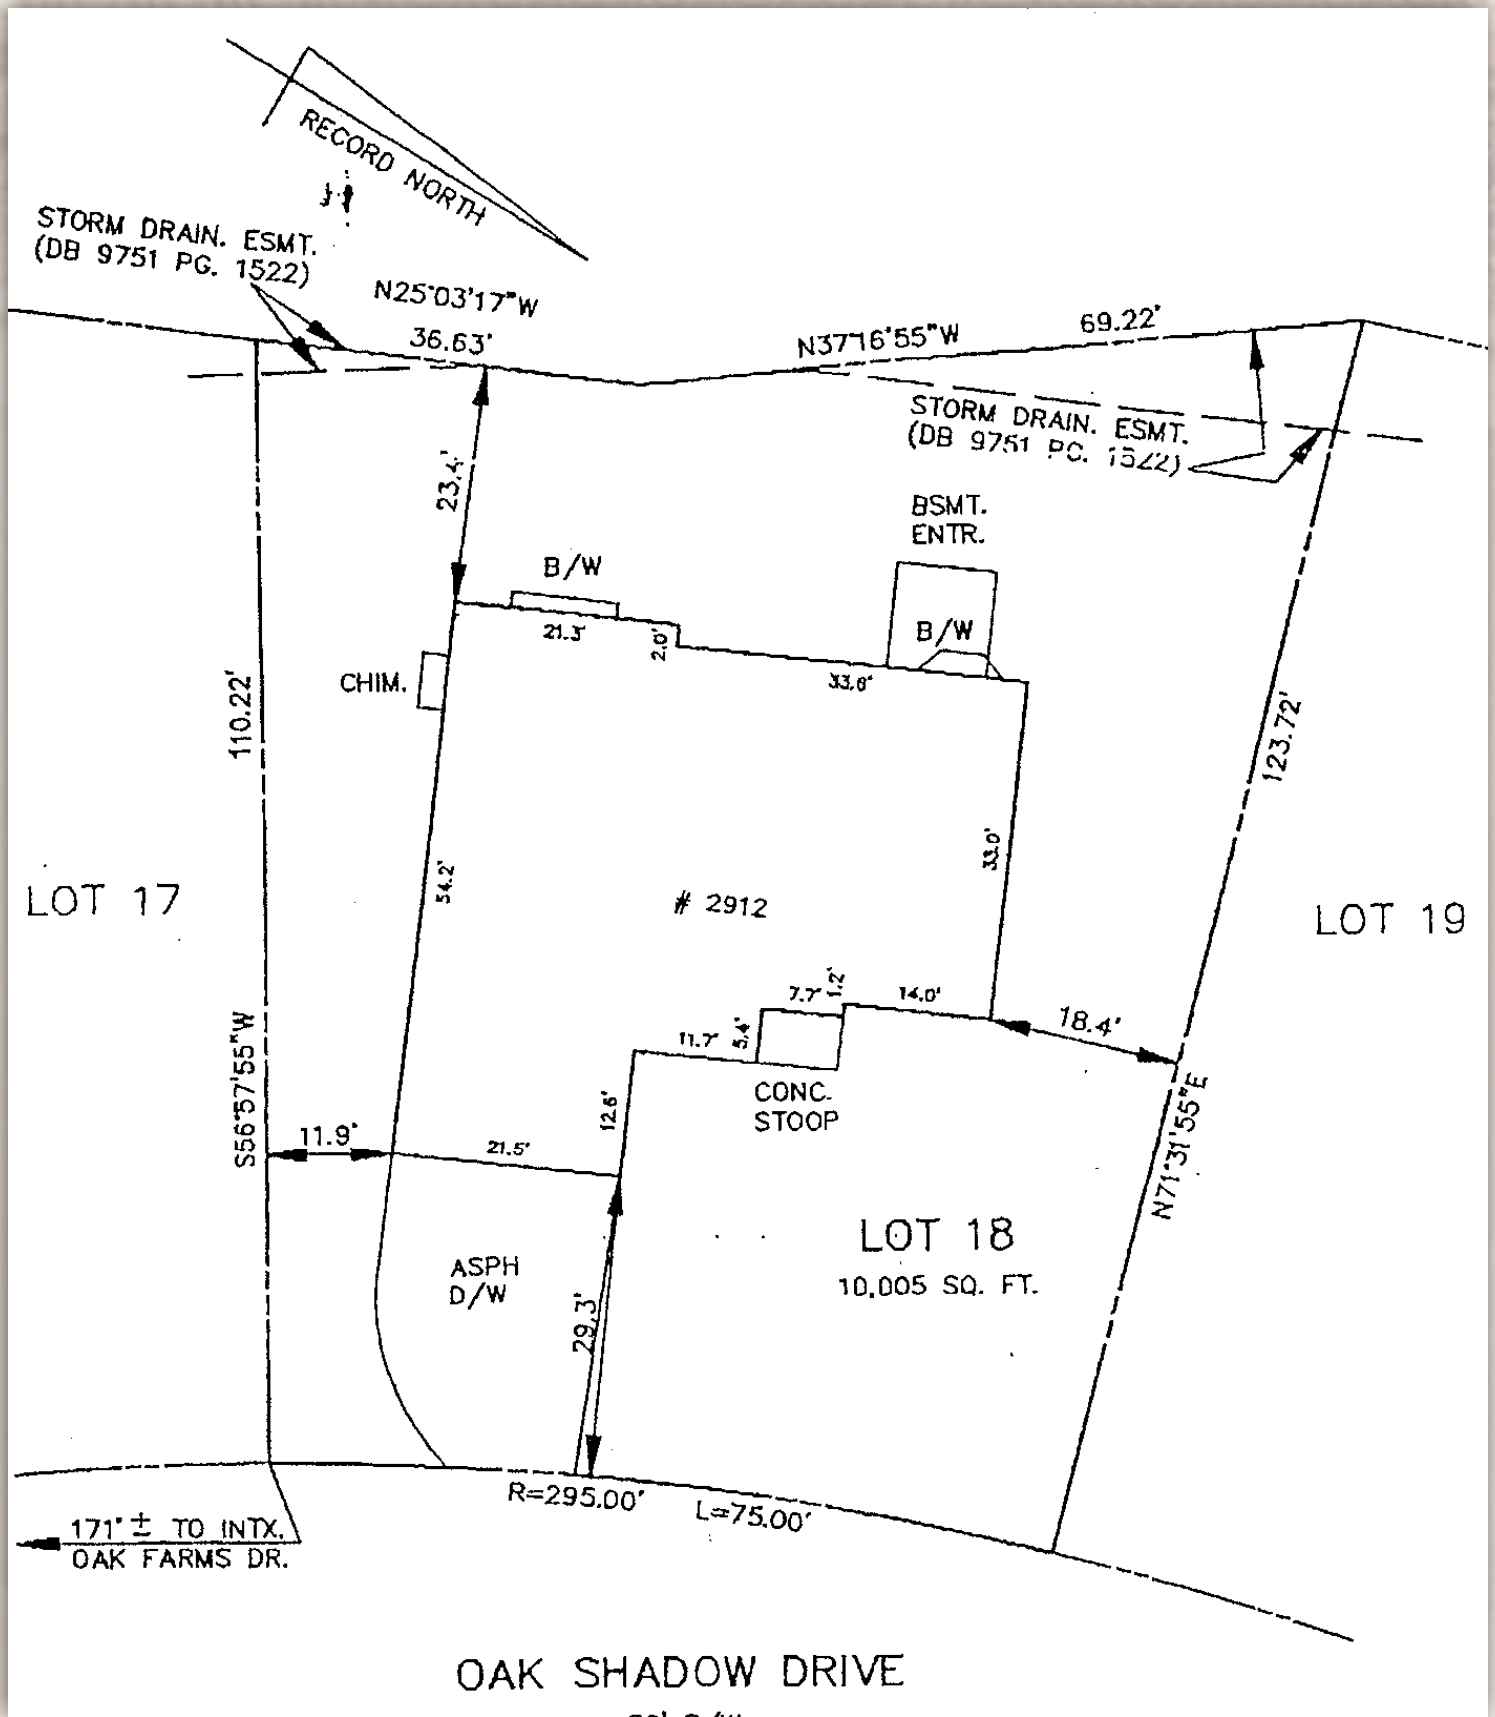 RECORD NORTH
STORM DRAIN. ESMT.
(DB 9751 PG. 1522)
N25°03'17"W
36.63'
N37°16'55"W
69.22'
STORM DRAIN. ESMT.
(DB 9751 PG. 1522)
23.4'
BSMT.
ENTR.
B/W
21.3'
2.0'
B/W
CHIM.
110.22'
123.72'
54.2'
33.0'
LOT 17
# 2912
LOT 19
7.7'
1.2'
14.0'
18.4'
11.7'
5.4'
CONC.
STOOP
12.6'
S56°57'55"W
11.9'
21.5'
N71°31'55"E
LOT 18
10,005 SQ. FT.
ASPH
D/W
29.3'
R=295.00'
L=75.00'
171' ± TO INTX.
OAK FARMS DR.
OAK SHADOW DRIVE